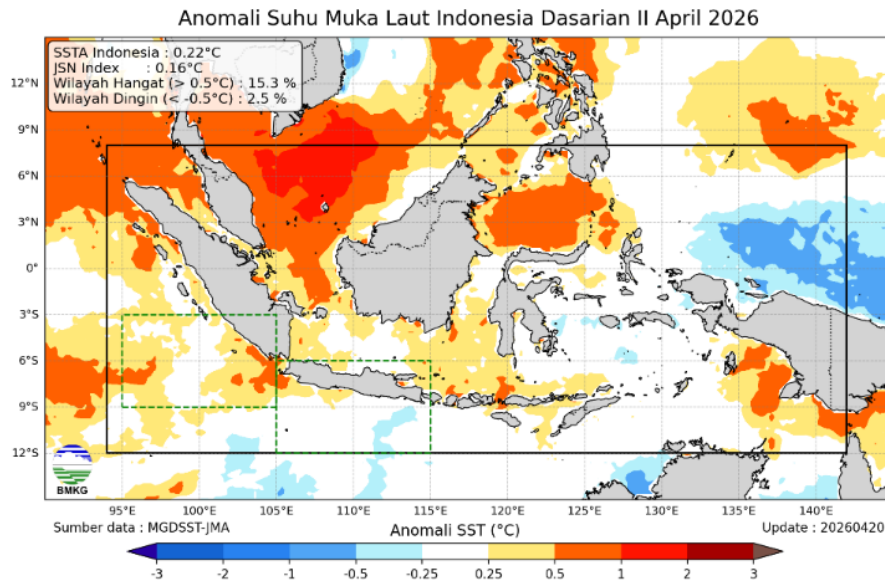 Anomali Suhu Muka Laut Indonesia Dasarian II April 2026
SSTA Indonesia : 0.22°C
JSN Index : 0.16°C
Wilayah Hangat (> 0.5°C) : 15.3 %
Wilayah Dingin (< -0.5°C) : 2.5 %
12°N
9°N
6°N
3°N
0°
3°S
6°S
9°S
12°S
BMKG
95°E 100°E 105°E 110°E 115°E 120°E 125°E 130°E 135°E 140°E
Sumber data : MGDSST-JMA Anomali SST (°C) Update : 20260420
-3 -2 -1 -0.5 -0.25 0.25 0.5 1 2 3